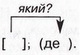 який?
[ ], (де ).